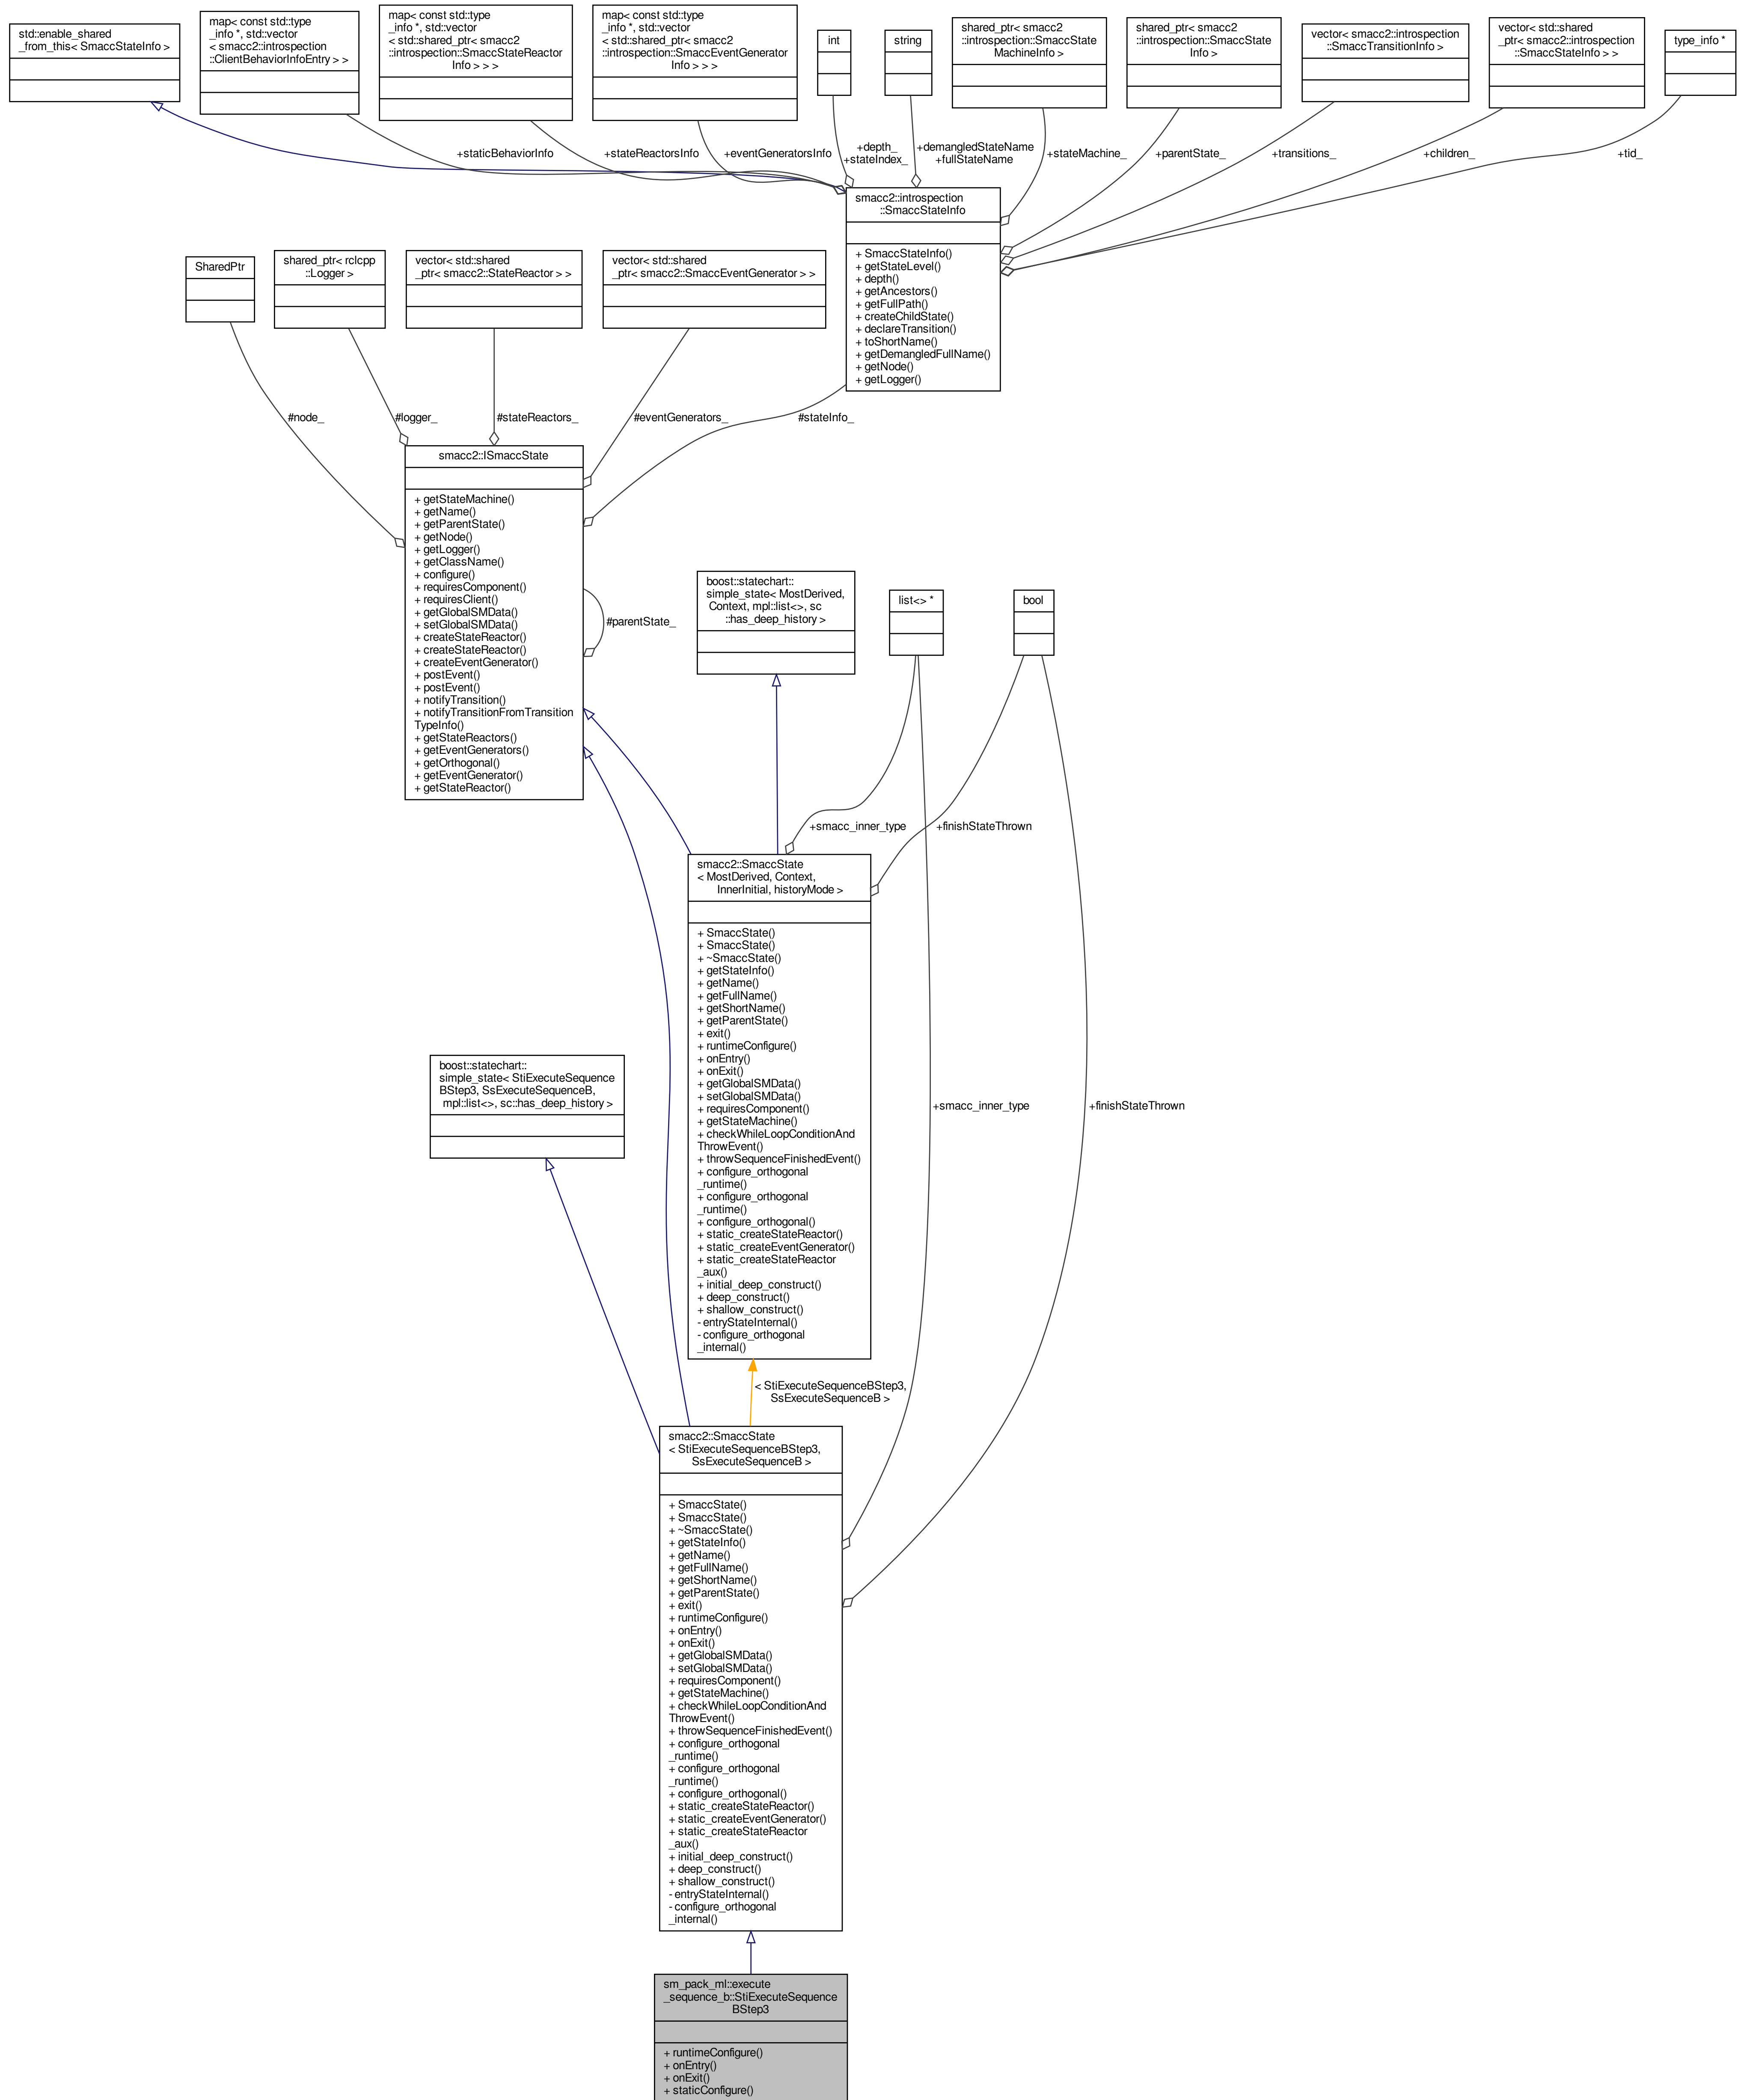 std::enable_shared
_from_this< SmaccStateInfo >
map< const std::type
_info *, std::vector
< smacc2::introspection
::ClientBehaviorInfoEntry > >
map< const std::type
_info *, std::vector
< std::shared_ptr< smacc2
::introspection::SmaccStateReactor
Info > > >
map< const std::type
_info *, std::vector
< std::shared_ptr< smacc2
::introspection::SmaccEventGenerator
Info > > >
int
string
shared_ptr< smacc2
::introspection::SmaccState
MachineInfo >
shared_ptr< smacc2
::introspection::SmaccState
Info >
vector< smacc2::introspection
::SmaccTransitionInfo >
vector< std::shared
_ptr< smacc2::introspection
::SmaccStateInfo > >
type_info *
+staticBehaviorInfo
+stateReactorsInfo
+eventGeneratorsInfo
+depth_
+stateIndex_
+demangledStateName
+fullStateName
+stateMachine_
+parentState_
+transitions_
+children_
+tid_
smacc2::introspection
::SmaccStateInfo
+ SmaccStateInfo()
+ getStateLevel()
+ depth()
+ getAncestors()
+ getFullPath()
+ createChildState()
+ declareTransition()
+ toShortName()
+ getDemangledFullName()
+ getNode()
+ getLogger()
SharedPtr
shared_ptr< rclcpp
::Logger >
vector< std::shared
_ptr< smacc2::StateReactor > >
vector< std::shared
_ptr< smacc2::SmaccEventGenerator > >
#node_
#logger_
#stateReactors_
#eventGenerators_
#stateInfo_
smacc2::ISmaccState
+ getStateMachine()
+ getName()
+ getParentState()
+ getNode()
+ getLogger()
+ getClassName()
+ configure()
+ requiresComponent()
+ requiresClient()
+ getGlobalSMData()
+ setGlobalSMData()
+ createStateReactor()
+ createStateReactor()
+ createEventGenerator()
+ postEvent()
+ postEvent()
+ notifyTransition()
+ notifyTransitionFromTransition
TypeInfo()
+ getStateReactors()
+ getEventGenerators()
+ getOrthogonal()
+ getEventGenerator()
+ getStateReactor()
#parentState_
boost::statechart::
simple_state< MostDerived,
Context, mpl::list<>, sc
::has_deep_history >
list<> *
bool
+smacc_inner_type
+finishStateThrown
smacc2::SmaccState
< MostDerived, Context,
InnerInitial, historyMode >
+ SmaccState()
+ SmaccState()
+ ~SmaccState()
+ getStateInfo()
+ getName()
+ getFullName()
+ getShortName()
+ getParentState()
+ exit()
+ runtimeConfigure()
+ onEntry()
+ onExit()
+ getGlobalSMData()
+ setGlobalSMData()
+ requiresComponent()
+ getStateMachine()
+ checkWhileLoopConditionAnd
ThrowEvent()
+ throwSequenceFinishedEvent()
+ configure_orthogonal
_runtime()
+ configure_orthogonal
_runtime()
+ configure_orthogonal()
+ static_createStateReactor()
+ static_createEventGenerator()
+ static_createStateReactor
_aux()
+ initial_deep_construct()
+ deep_construct()
+ shallow_construct()
- entryStateInternal()
- configure_orthogonal
_internal()
boost::statechart::
simple_state< StiExecuteSequence
BStep3, SsExecuteSequenceB,
mpl::list<>, sc::has_deep_history >
+smacc_inner_type
+finishStateThrown
< StiExecuteSequenceBStep3,
SsExecuteSequenceB >
smacc2::SmaccState
< StiExecuteSequenceBStep3,
SsExecuteSequenceB >
+ SmaccState()
+ SmaccState()
+ ~SmaccState()
+ getStateInfo()
+ getName()
+ getFullName()
+ getShortName()
+ getParentState()
+ exit()
+ runtimeConfigure()
+ onEntry()
+ onExit()
+ getGlobalSMData()
+ setGlobalSMData()
+ requiresComponent()
+ getStateMachine()
+ checkWhileLoopConditionAnd
ThrowEvent()
+ throwSequenceFinishedEvent()
+ configure_orthogonal
_runtime()
+ configure_orthogonal
_runtime()
+ configure_orthogonal()
+ static_createStateReactor()
+ static_createEventGenerator()
+ static_createStateReactor
_aux()
+ initial_deep_construct()
+ deep_construct()
+ shallow_construct()
- entryStateInternal()
- configure_orthogonal
_internal()
sm_pack_ml::execute
_sequence_b::StiExecuteSequence
BStep3
+ runtimeConfigure()
+ onEntry()
+ onExit()
+ staticConfigure()